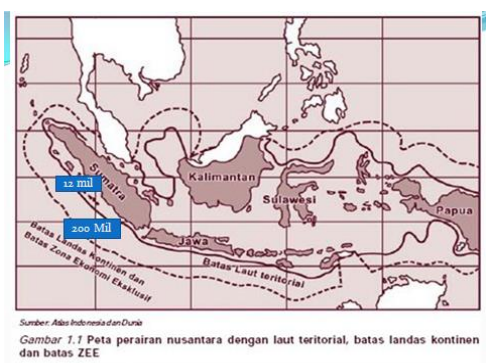 Sumatra
Kalimantan
Sulawesi
Papua
12 mil
200 Mil
Jawa
Batas Laut teritorial
Batas Landas Kontinen dan
Batas Zona Ekonomi Eksklusif
Sumber: Atlas Indonesia dan Dunia
Gambar 1.1 Peta perairan nusantara dengan laut teritorial, batas landas kontinen
dan batas ZEE